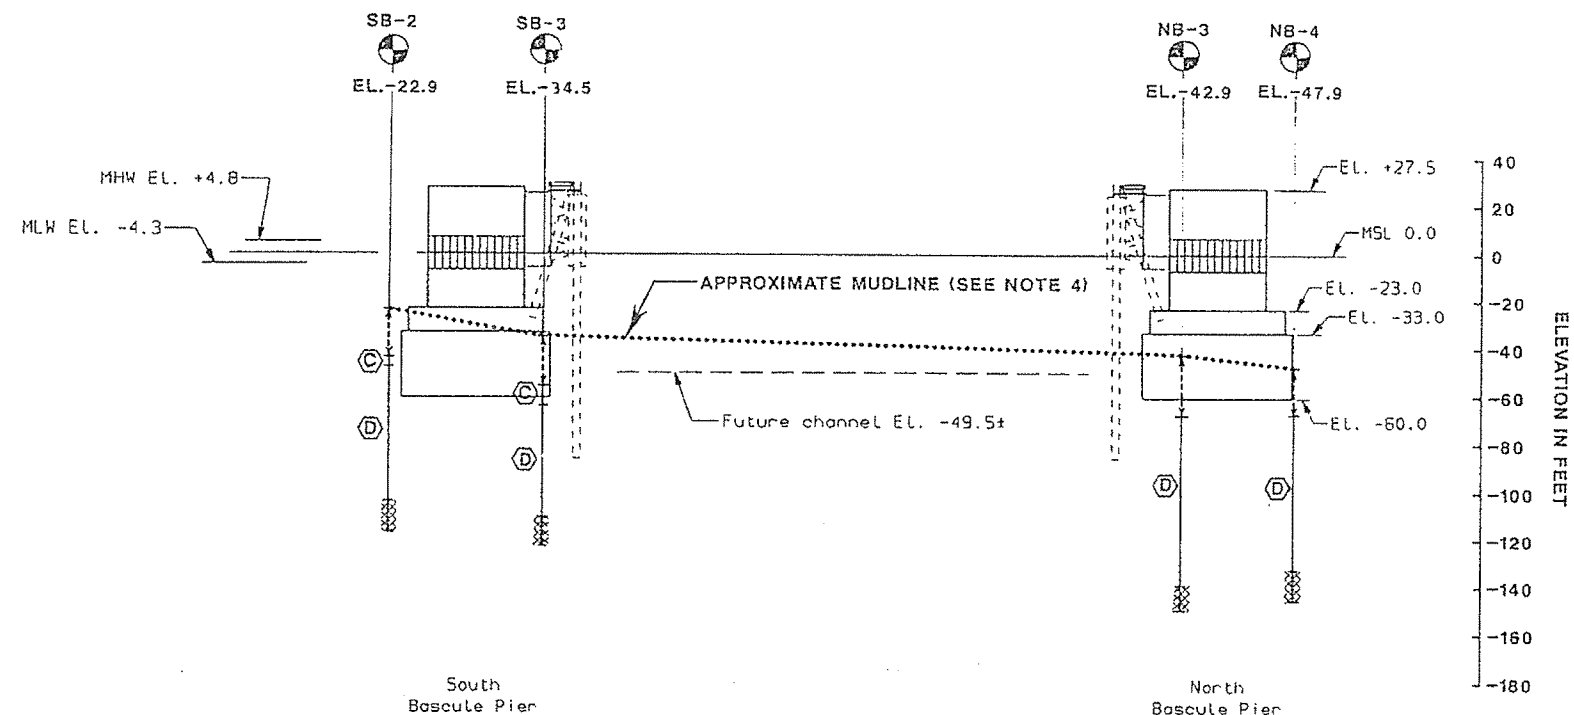 SB-2
SB-3
NB-3
NB-4
EL.-22.9
EL.-34.5
EL.-42.9
EL.-47.9
MHW EL. +4.8
MLW EL. -4.3
EL. +27.5
MSL 0.0
EL. -23.0
EL. -33.0
EL. -60.0
APPROXIMATE MUDLINE (SEE NOTE 4)
Future channel EL. -49.5±
C
C
D
D
D
D
40
20
0
-20
-40
-60
-80
-100
-120
-140
-160
-180
ELEVATION IN FEET
South
Bascule Pier
North
Bascule Pier